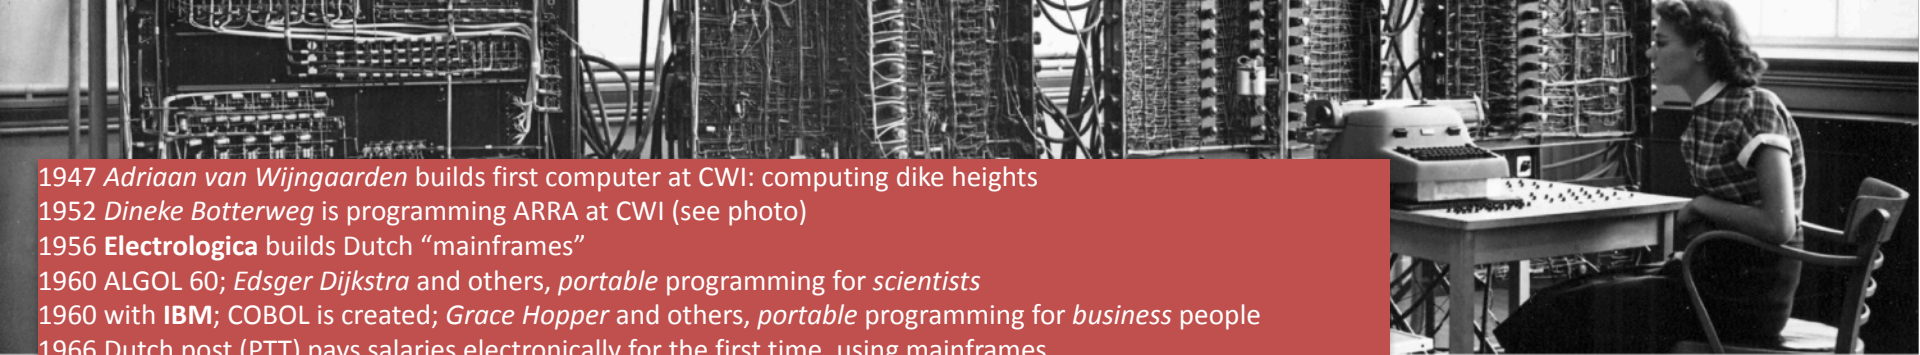 1947 Adriaan van Wijngaarden builds first computer at CWI: computing dike heights
1952 Dineke Botterweg is programming ARRA at CWI (see photo)
1956 Electrologica builds Dutch “mainframes”
1960 ALGOL 60; Edsger Dijkstra and others, portable programming for scientists
1960 with IBM; COBOL is created; Grace Hopper and others, portable programming for business people
1966 Dutch post (PTT) pays salaries electronically for the first time, using mainframes